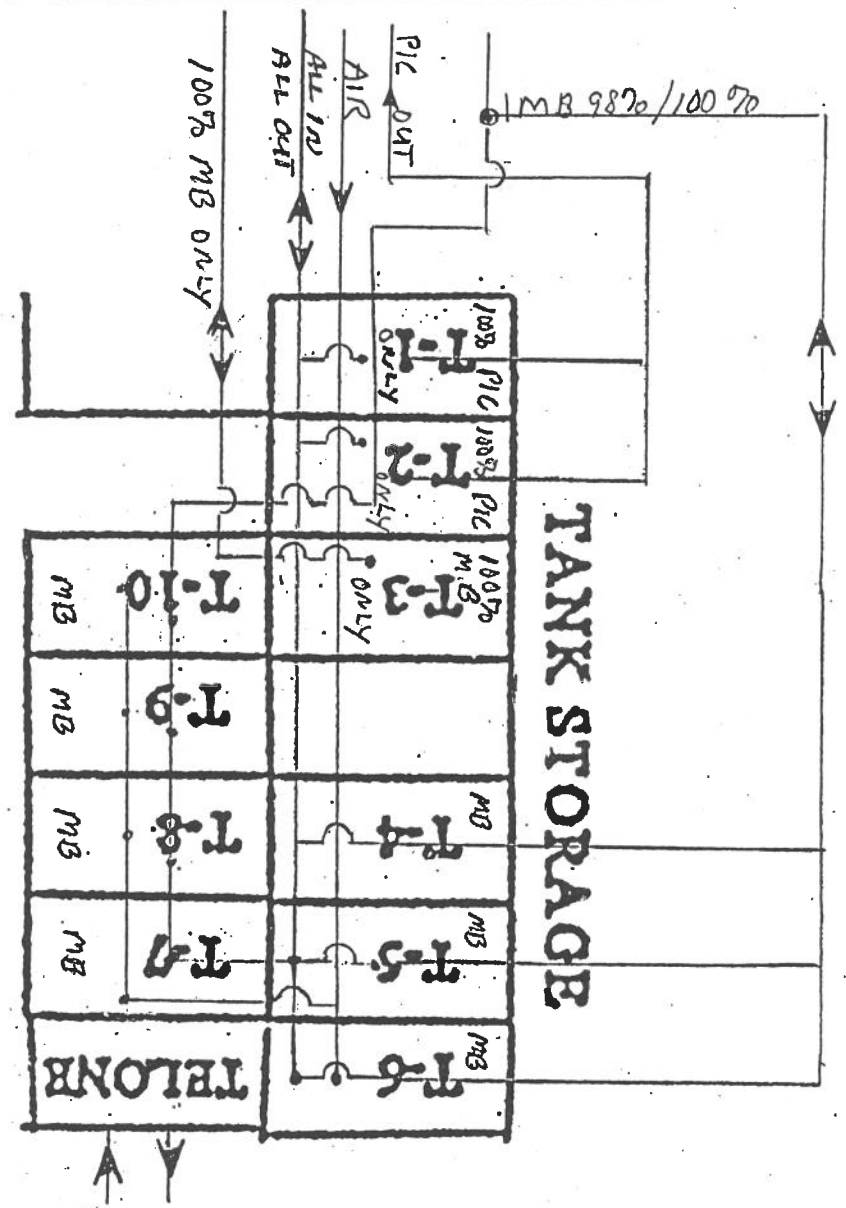 TANK STORAGE
MB 98%/100%
PIC OUT
AIR
ALL IN
ALL OUT
100% MB ONLY
100% PIC
T-1
ONLY
100% PIC
T-2
ONLY
100%
M.B
T-3
ONLY
MB
T-4
MB
T-5
MB
T-6
T-10
MB
T-9
MB
T-8
MB
T-7
MB
TELONE